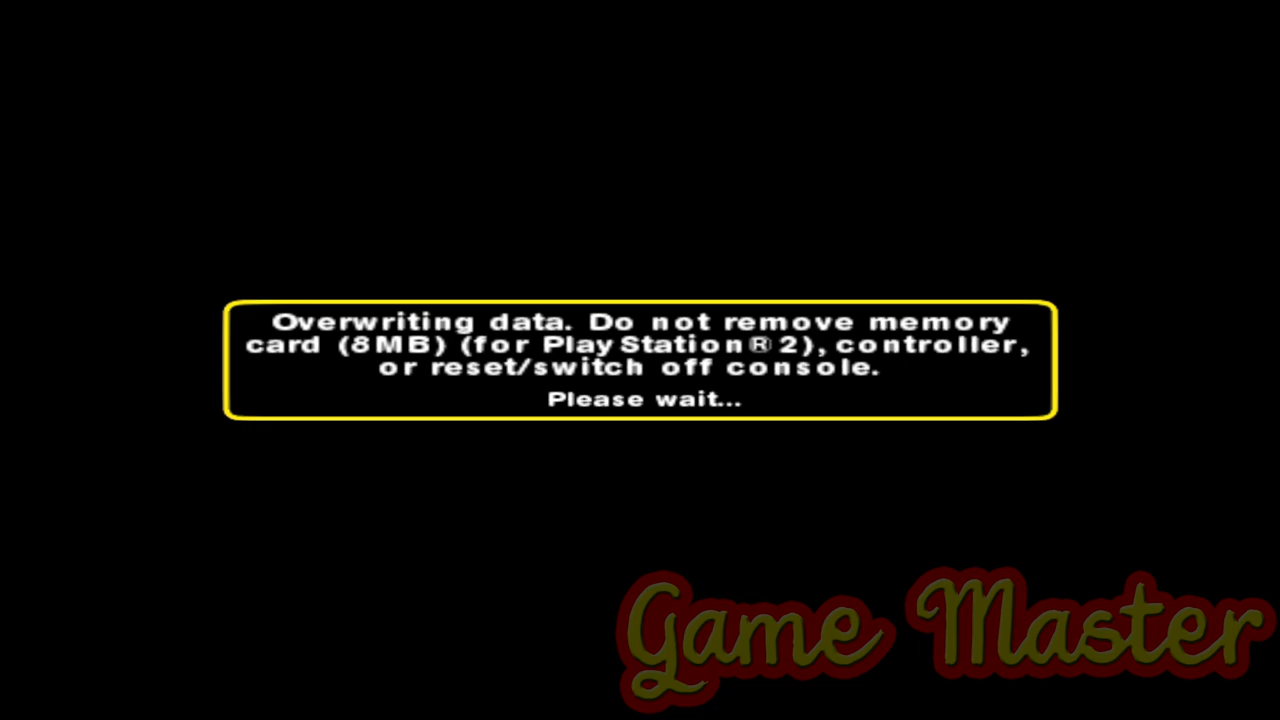 Overwriting data. Do not remove memory
card (8MB) (for PlayStation®2), controller,
or reset/switch off console.
Please wait...
Game Master